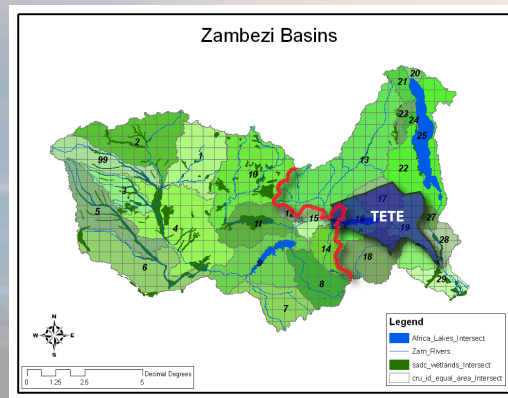 Zambezi Basins
20
21
23
24
25
2
99
1
10
13
22
3
5
4
17
12
15
16
TETE
27
11
19
28
6
9
14
18
8
29
7
Legend
Africa_Lakes_Intersect
Zam_Rivers
sadc_wetlands_Intersect
cru_id_equal_area_Intersect
N
W E
S
Decimal Degrees
0 1.25 2.5 5